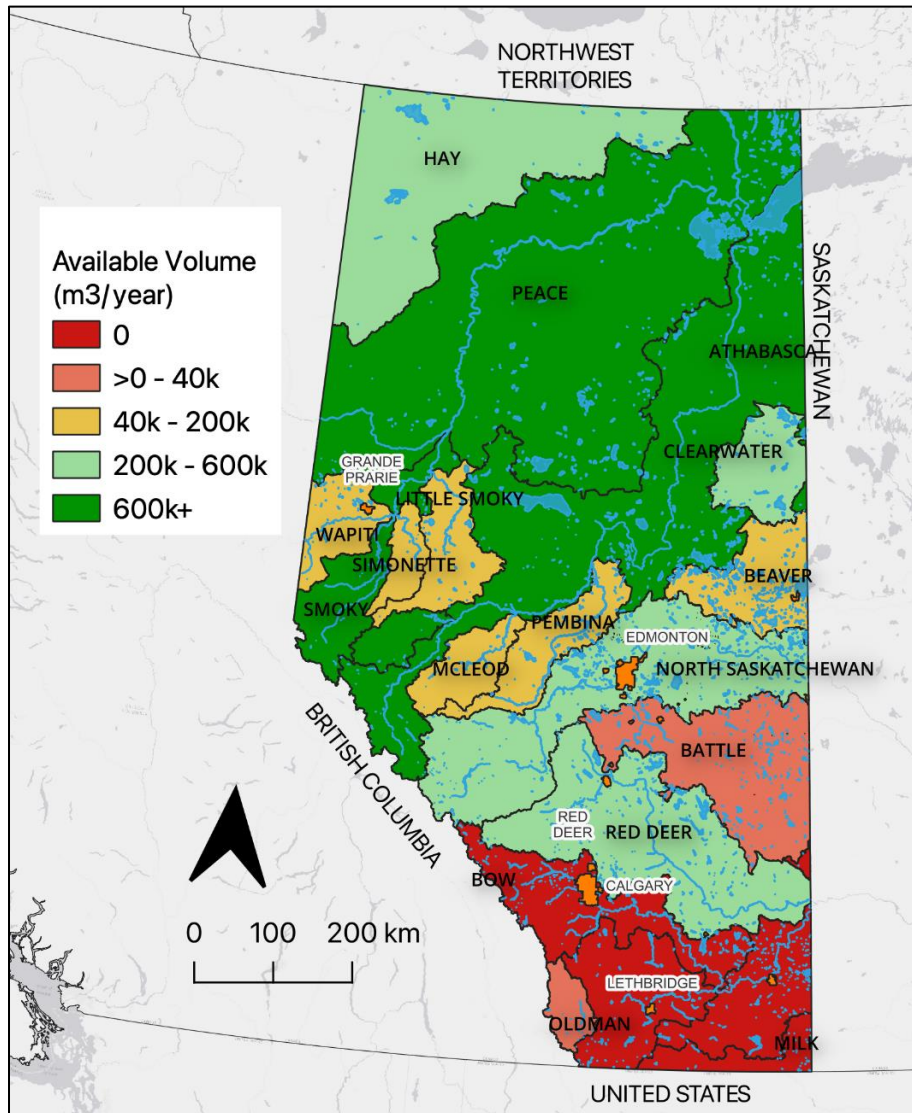 NORTHWEST
TERRITORIES
HAY
Available Volume
(m3/year)
0
>0 - 40k
40k - 200k
200k - 600k
600k+
PEACE
SASKATCHEWAN
ATHABASCA
CLEARWATER
GRANDE
PRARIE
LITTLE SMOKY
WAPITI
SIMONETTE
SMOKY
BEAVER
PEMBINA
EDMONTON
MCLEOD
NORTH SASKATCHEWAN
BRITISH COLUMBIA
BATTLE
RED
DEER
RED DEER
BOW
CALGARY
0 100 200 km
LETHBRIDGE
OLDMAN
MILK
UNITED STATES